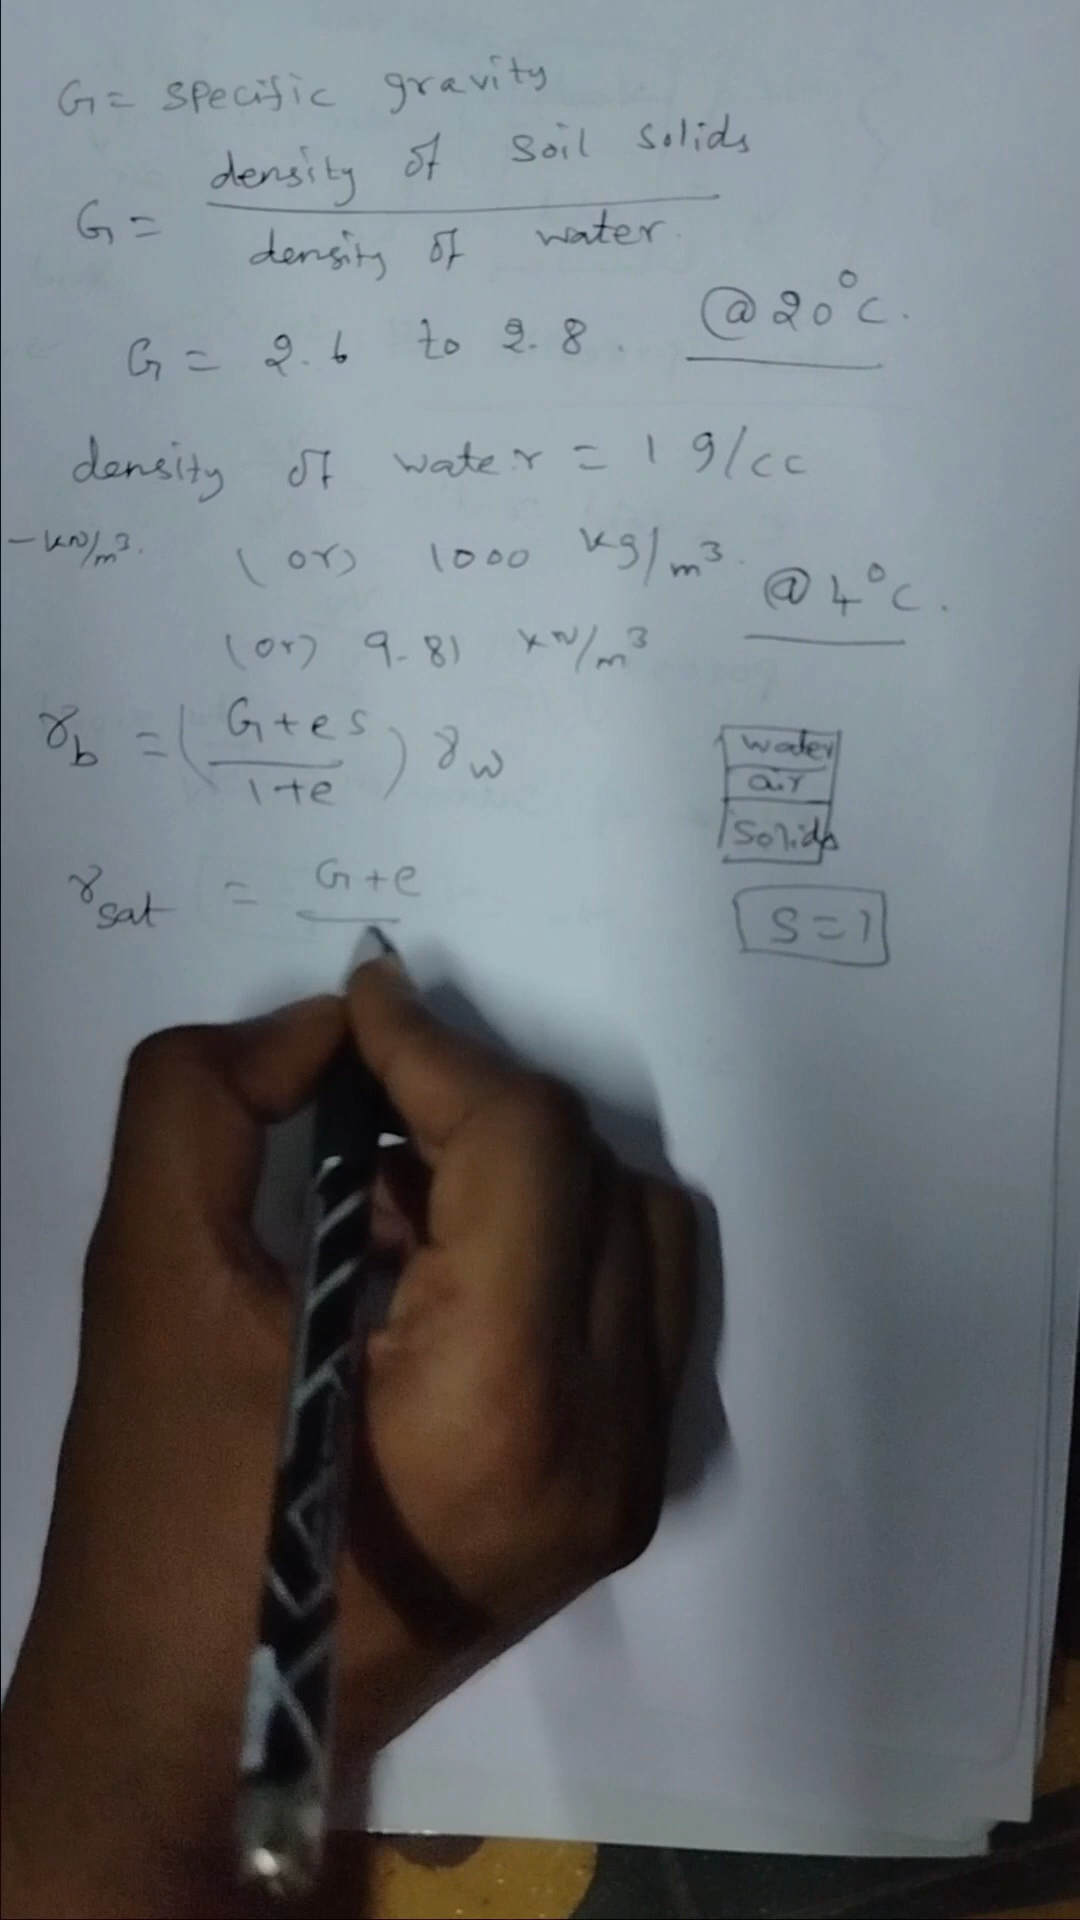 G = specific gravity
G = density of soil solids / density of water
G = 2.6 to 2.8. @20°C.
density of water = 1 g/cc
- kN/m³. (or) 1000 kg/m³ @4°C.
(or) 9.81 kN/m³
γb = (G+es / 1+e) γw
water
air
Solids
γsat = G+e
S=1